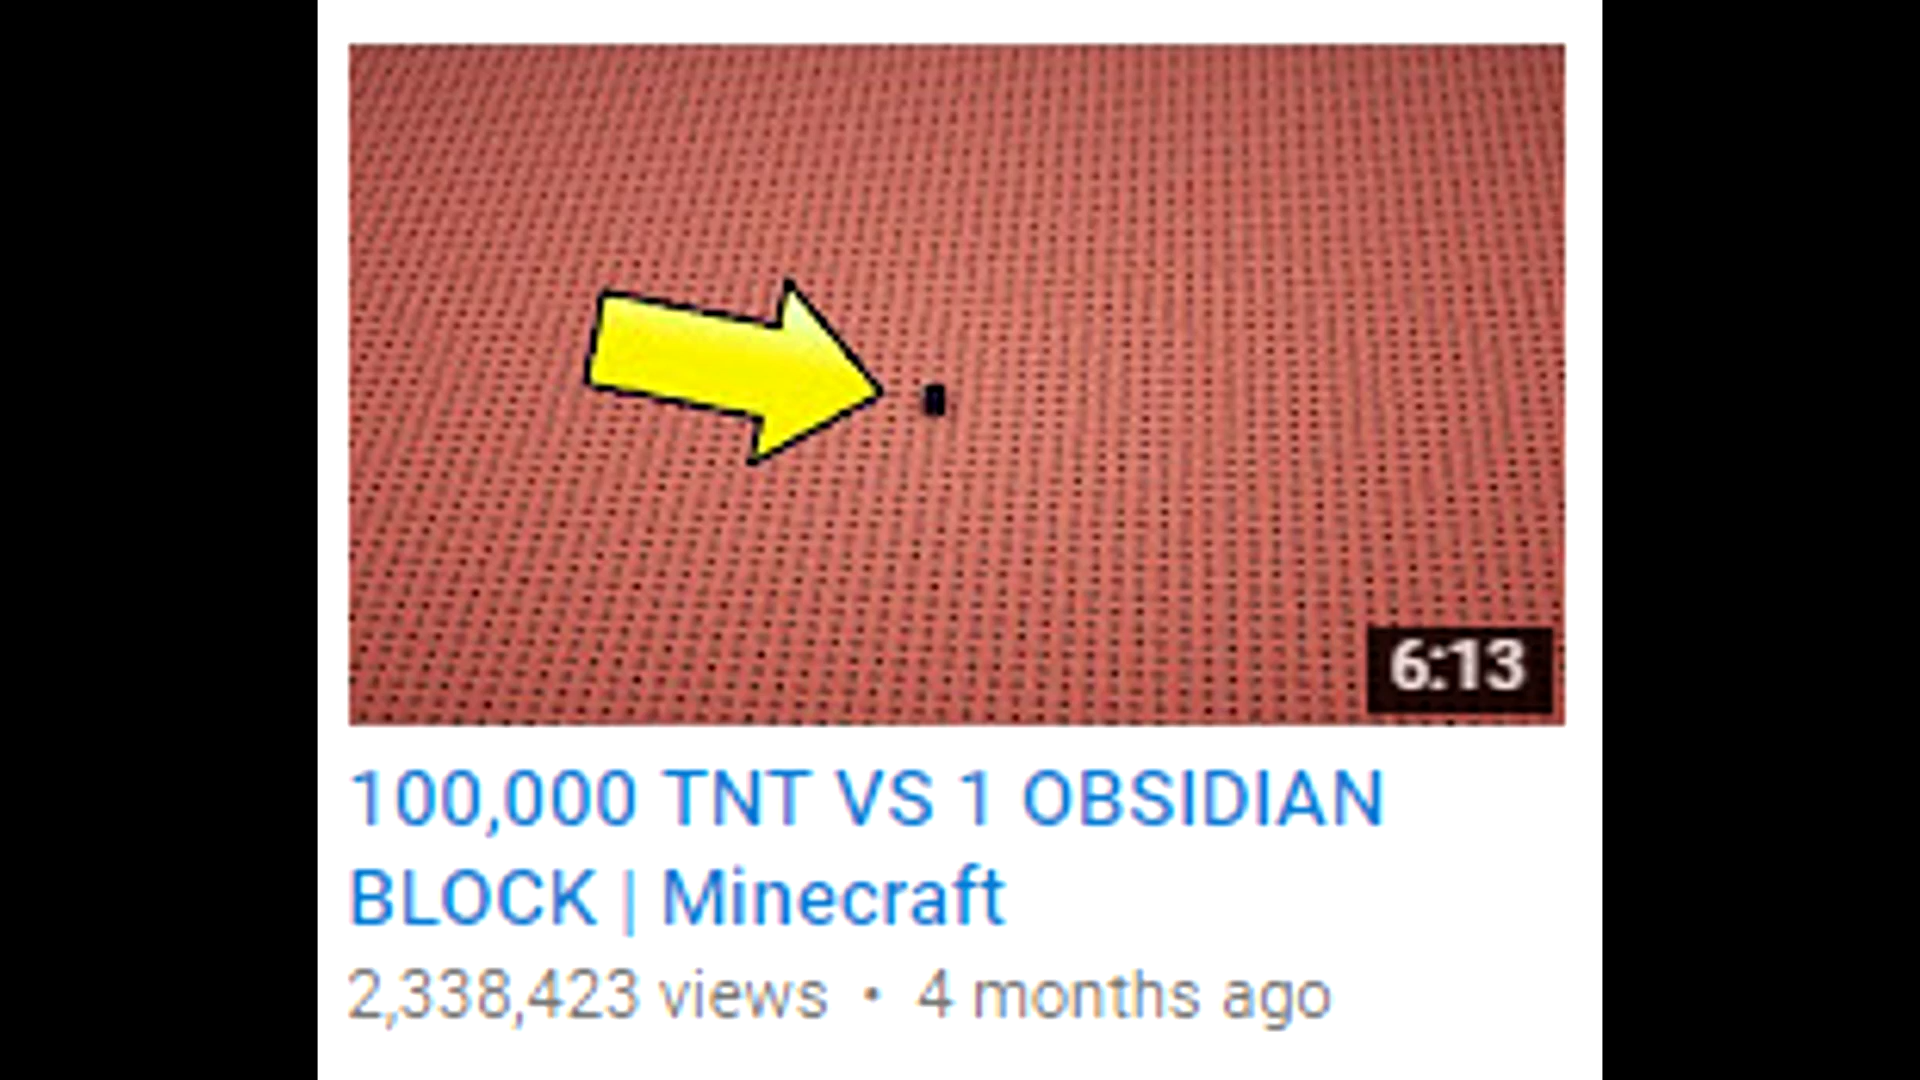 6:13
100,000 TNT VS 1 OBSIDIAN
BLOCK | Minecraft
2,338,423 views • 4 months ago